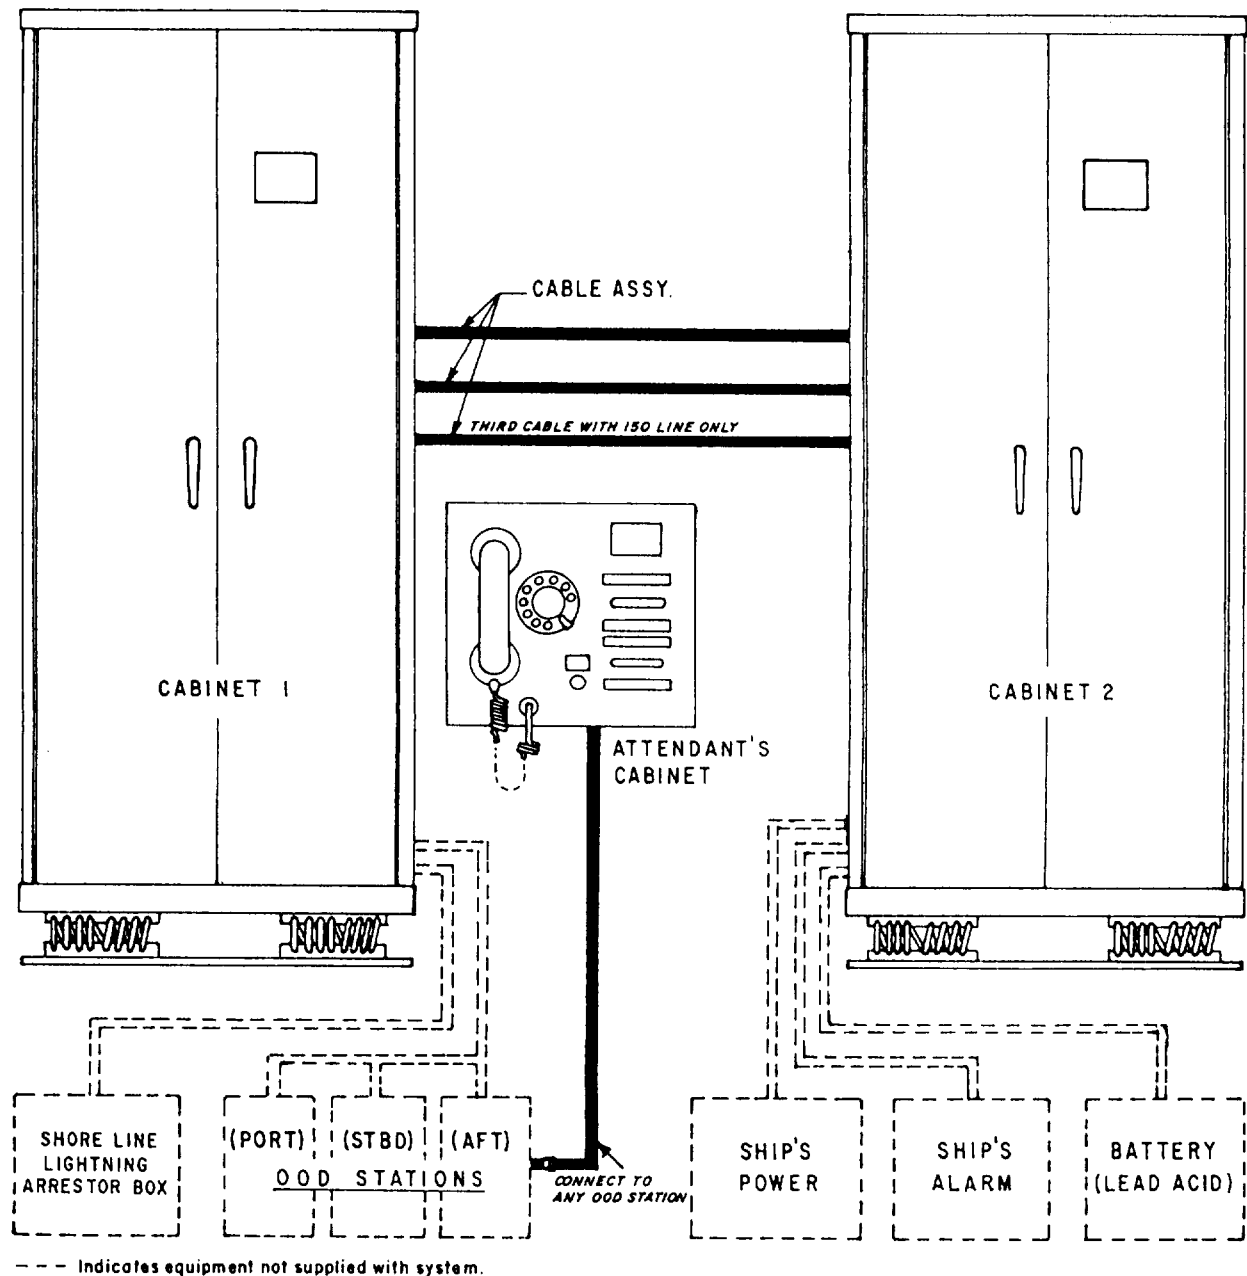 CABLE ASSY.
THIRD CABLE WITH 150 LINE ONLY
CABINET 1
CABINET 2
ATTENDANT'S
CABINET
SHORE LINE
LIGHTNING
ARRESTOR BOX
(PORT)
(STBD)
(AFT)
OOD STATIONS
CONNECT TO
ANY OOD STATION
SHIP'S
POWER
SHIP'S
ALARM
BATTERY
(LEAD ACID)
--- Indicates equipment not supplied with system.